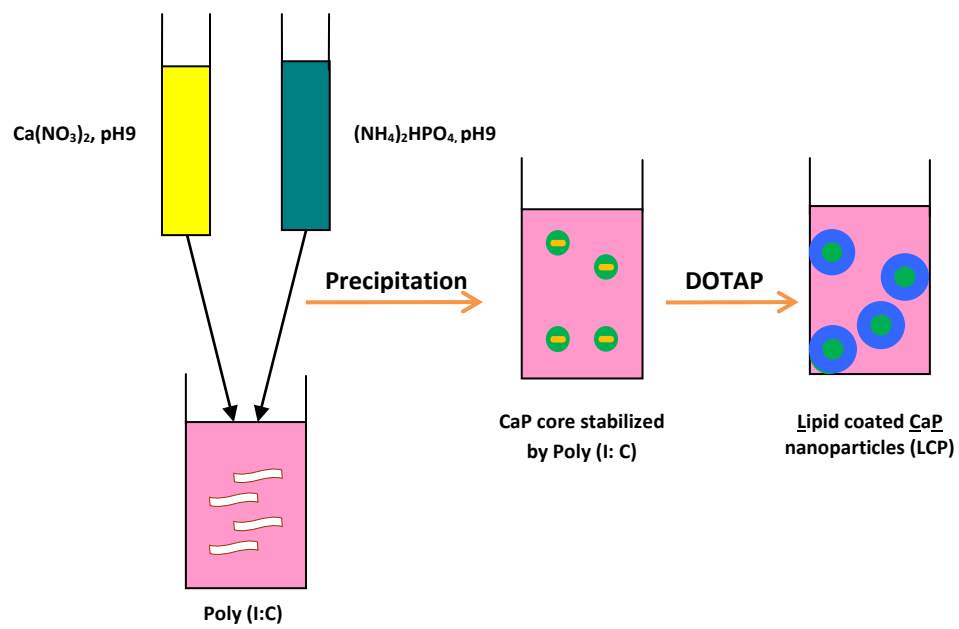 Ca(NO₃)₂, pH9
(NH₄)₂HPO₄, pH9
Precipitation
DOTAP
CaP core stabilized
by Poly (I: C)
Lipid coated CaP
nanoparticles (LCP)
Poly (I:C)